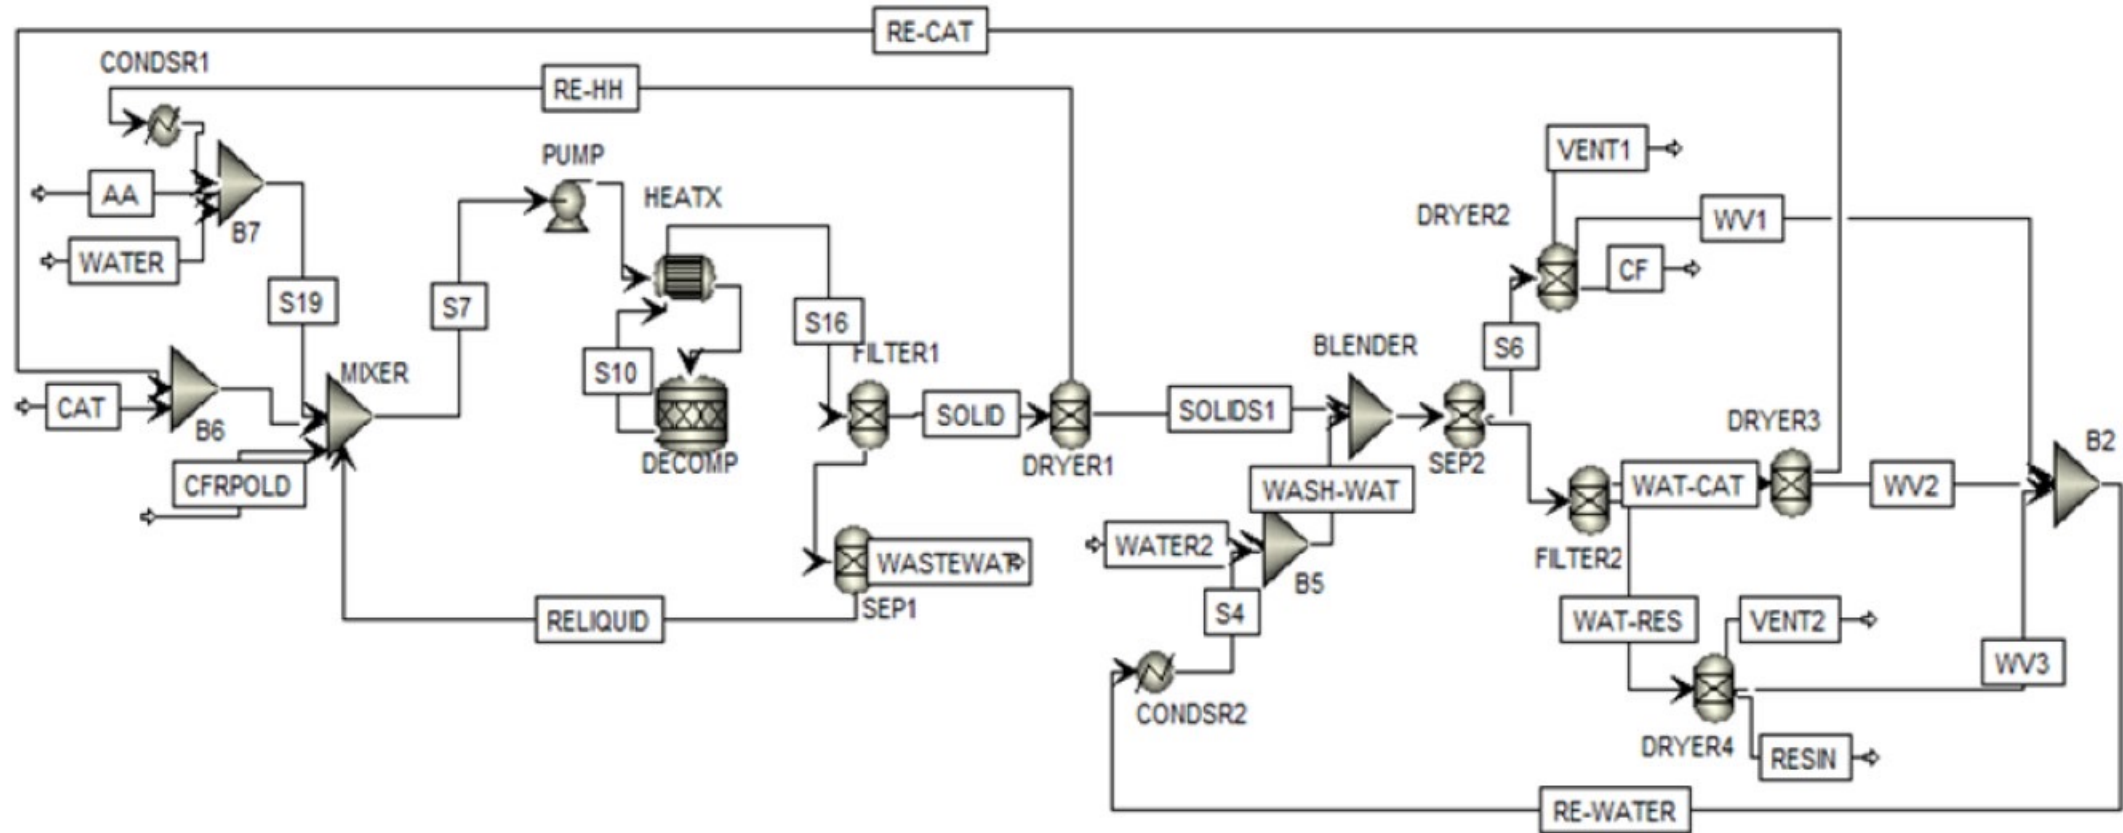 RE-CAT
CONDSR1
RE-HH
PUMP
VENT1
AA
HEATX
DRYER2
WV1
B7
WATER
CF
S19
S7
S16
BLENDER
S6
FILTER1
MIXER
S10
CAT
SOLID
SOLIDS1
DRYER3
B6
B2
DECOMP
DRYER1
SEP2
CFRPOLD
WASH-WAT
WAT-CAT
WV2
WATER2
FILTER2
WASTEWAT
B5
SEP1
RELIQUID
S4
WAT-RES
VENT2
WV3
CONDSR2
DRYER4
RESIN
RE-WATER